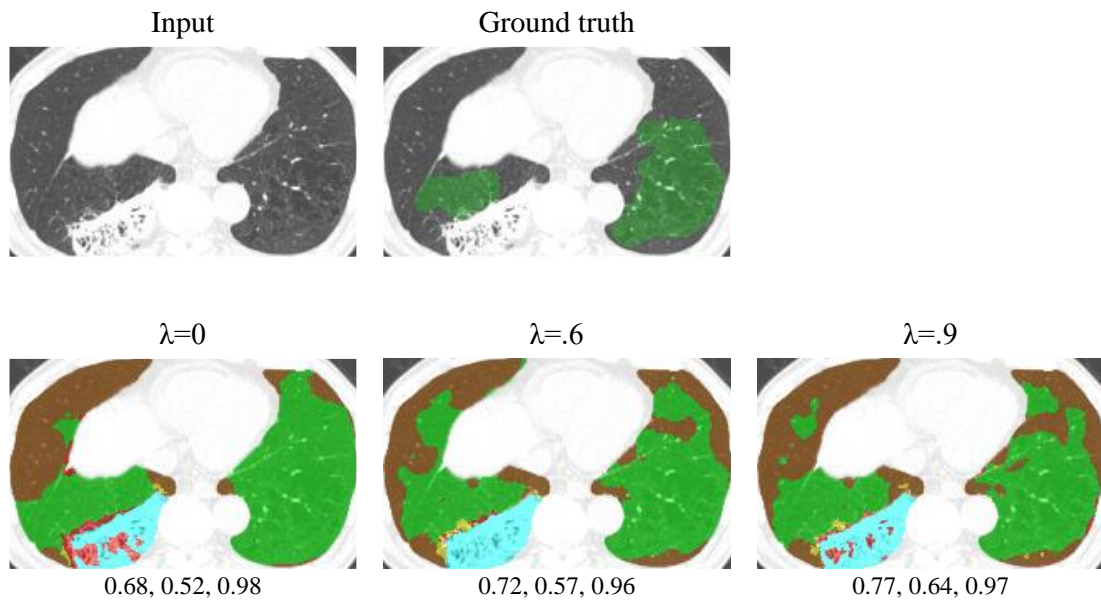 Input
Ground truth
λ=0
λ=.6
λ=.9
0.68, 0.52, 0.98
0.72, 0.57, 0.96
0.77, 0.64, 0.97